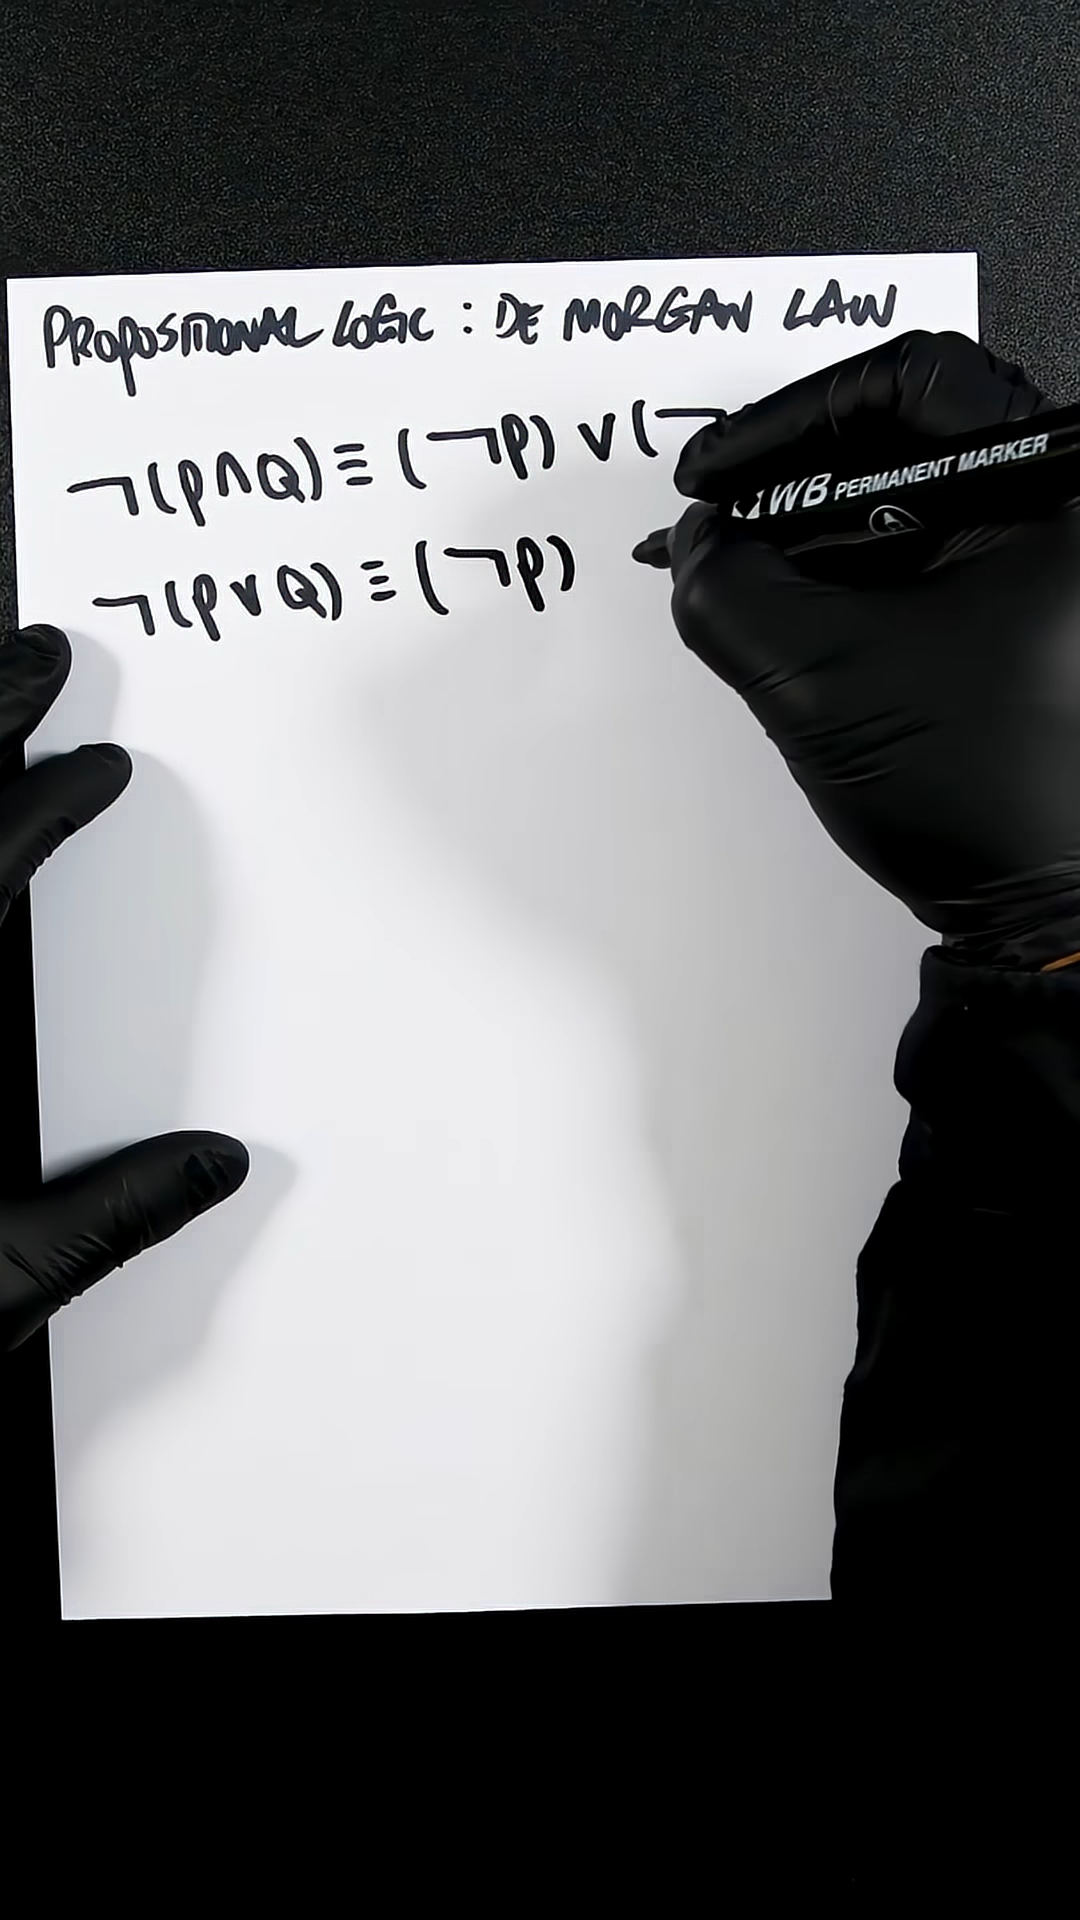 PROPOSITIONAL LOGIC : DE MORGAN LAW
¬(P∧Q)≡(¬P)∨(¬
¬(P∨Q)≡(¬P)
WB PERMANENT MARKER